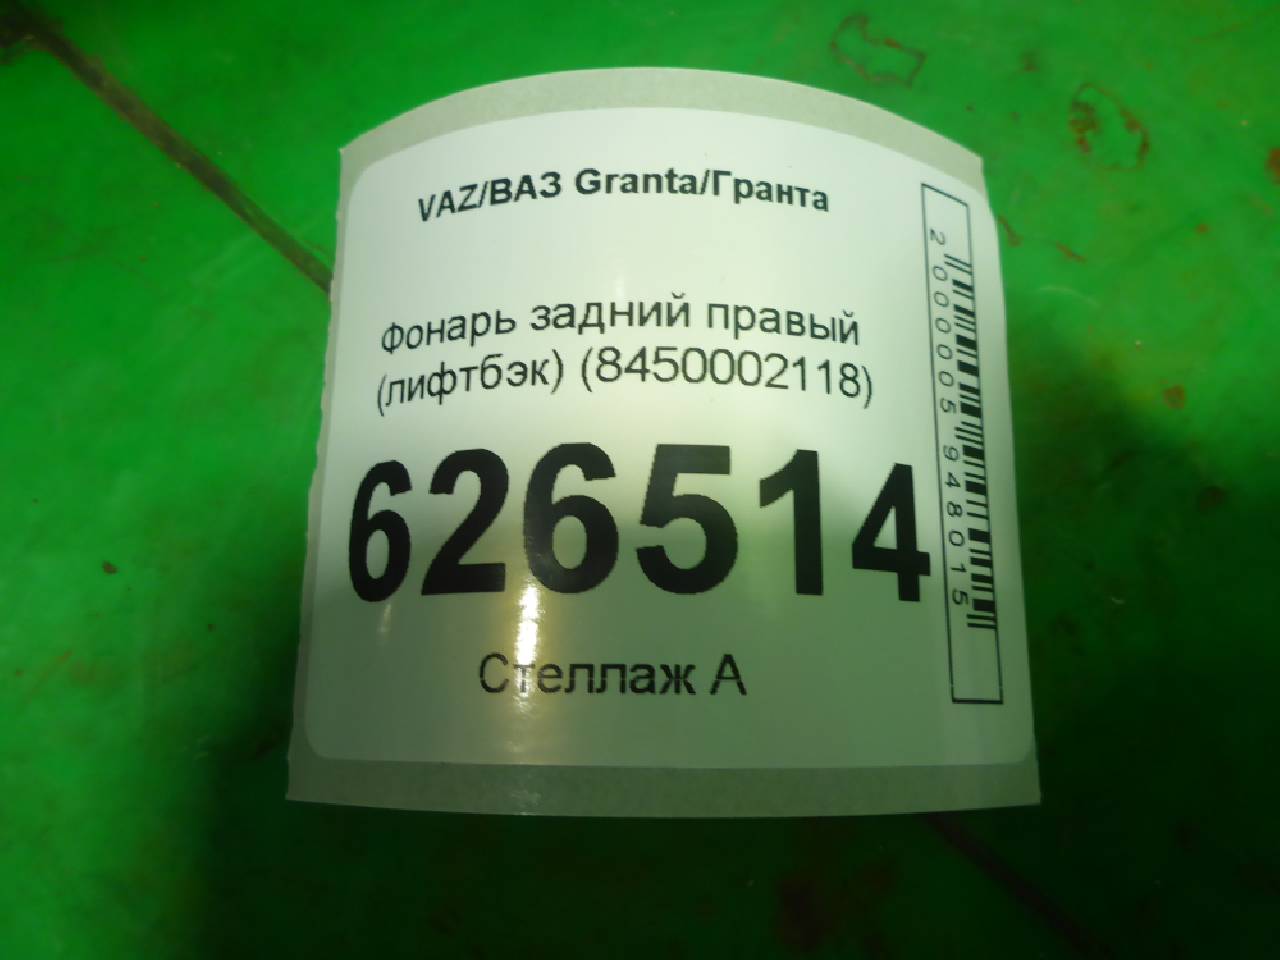 VAZ/ВАЗ Granta/Гранта
Фонарь задний правый
(лифтбэк) (8450002118)
626514
Стеллаж А
2000005948015